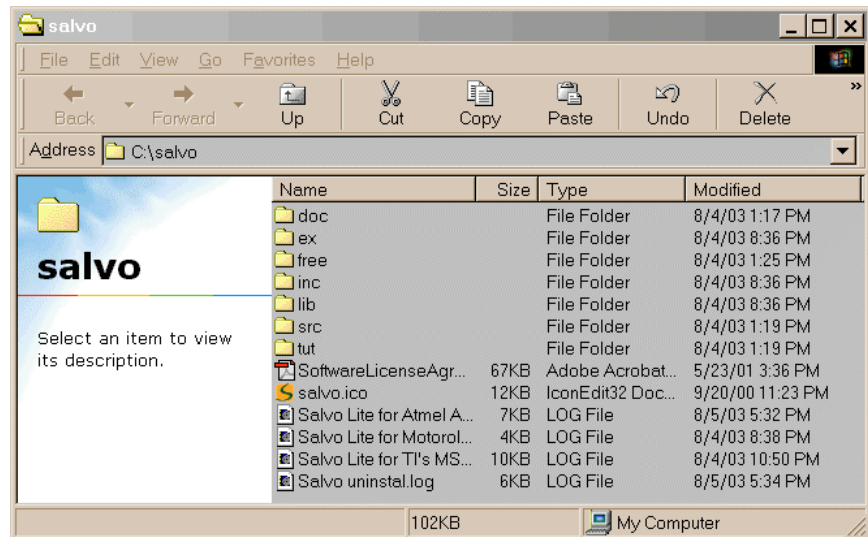 salvo
File Edit View Go Favorites Help
Back Forward Up Cut Copy Paste Undo Delete »
Address C:\salvo
Name Size Type Modified
doc File Folder 8/4/03 1:17 PM
ex File Folder 8/4/03 8:36 PM
free File Folder 8/4/03 1:25 PM
inc File Folder 8/4/03 8:36 PM
lib File Folder 8/4/03 8:36 PM
src File Folder 8/4/03 1:19 PM
tut File Folder 8/4/03 1:19 PM
SoftwareLicenseAgr... 67KB Adobe Acrobat... 5/23/01 3:36 PM
salvo.ico 12KB IconEdit32 Doc... 9/20/00 11:23 PM
Salvo Lite for Atmel A... 7KB LOG File 8/5/03 5:32 PM
Salvo Lite for Motorol... 4KB LOG File 8/4/03 8:38 PM
Salvo Lite for TI's MS... 10KB LOG File 8/4/03 10:50 PM
Salvo uninstal.log 6KB LOG File 8/5/03 5:34 PM
salvo
Select an item to view
its description.
102KB My Computer